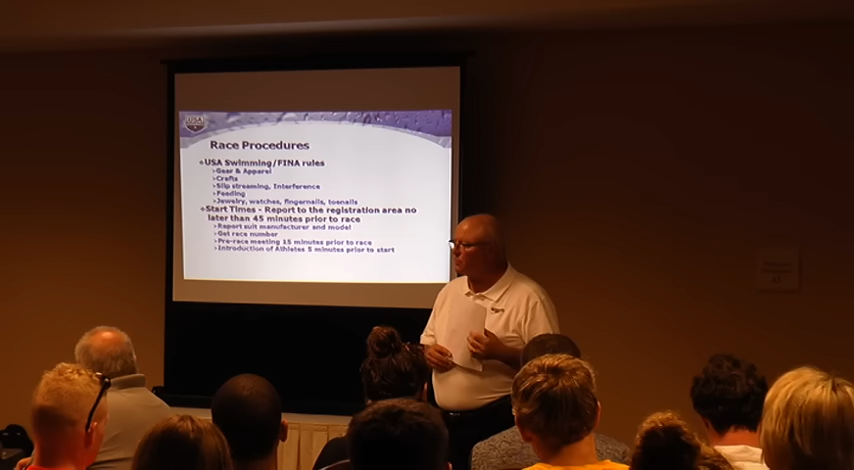 USA
Race Procedures
USA Swimming/FINA rules
Gear & Apparel
Crafts
Slip streaming, Interference
Feeding
Jewelry, watches, fingernails, toenails
Start Times - Report to the registration area no
later than 45 minutes prior to race
Report suit manufacturer and model
Get race number
Pre-race meeting 15 minutes prior to race
Introduction of Athletes 5 minutes prior to start